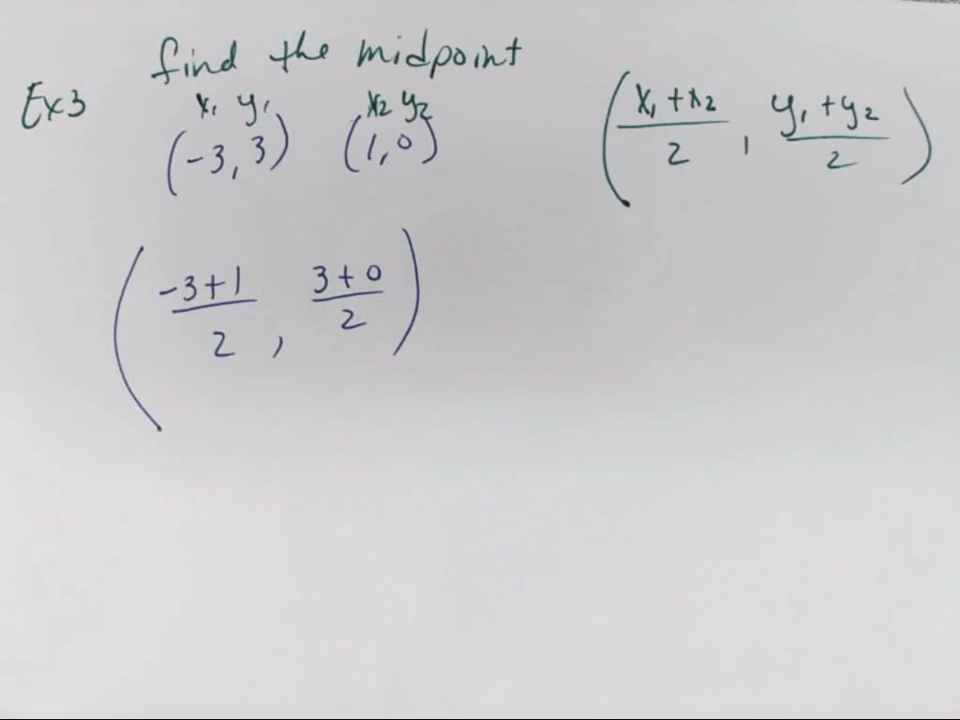 find the midpoint
Ex3
x₁ y₁ x₂ y₂
(-3, 3) (1, 0)
(x₁ + x₂ / 2 , y₁ + y₂ / 2)
(-3+1 / 2 , 3+0 / 2)